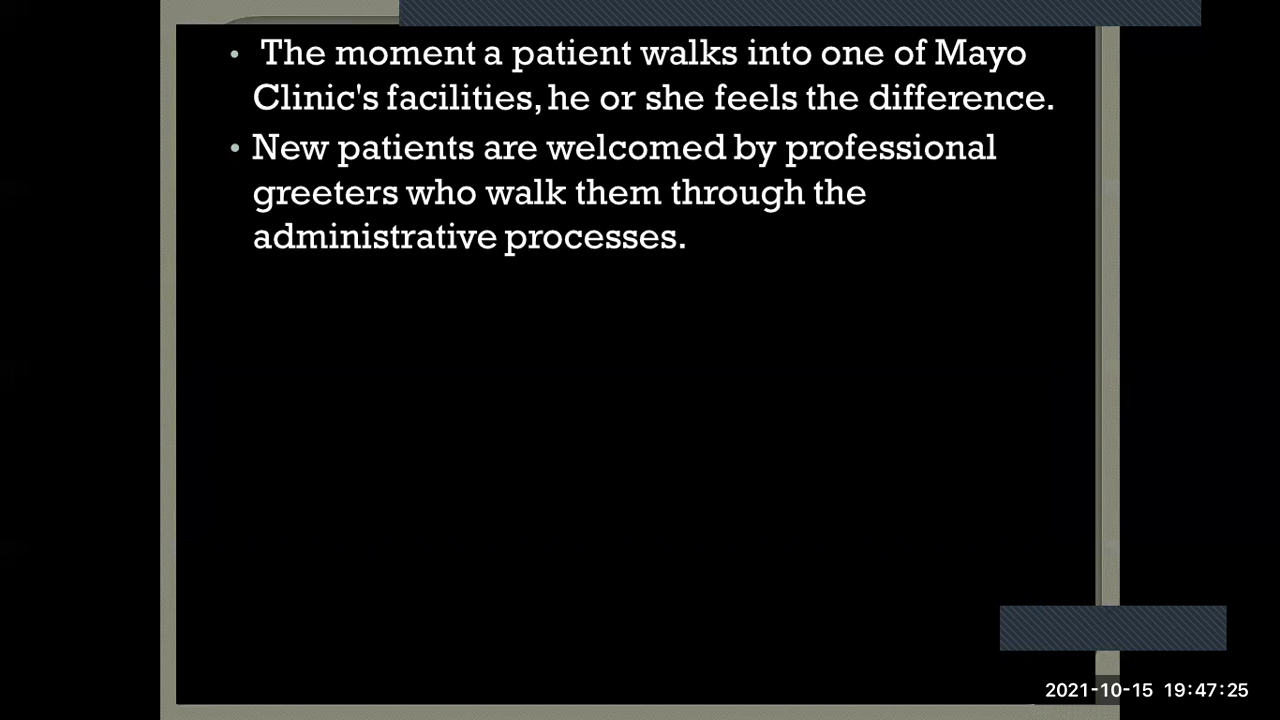 • The moment a patient walks into one of Mayo
Clinic's facilities, he or she feels the difference.
• New patients are welcomed by professional
greeters who walk them through the
administrative processes.
2021-10-15 19:47:25